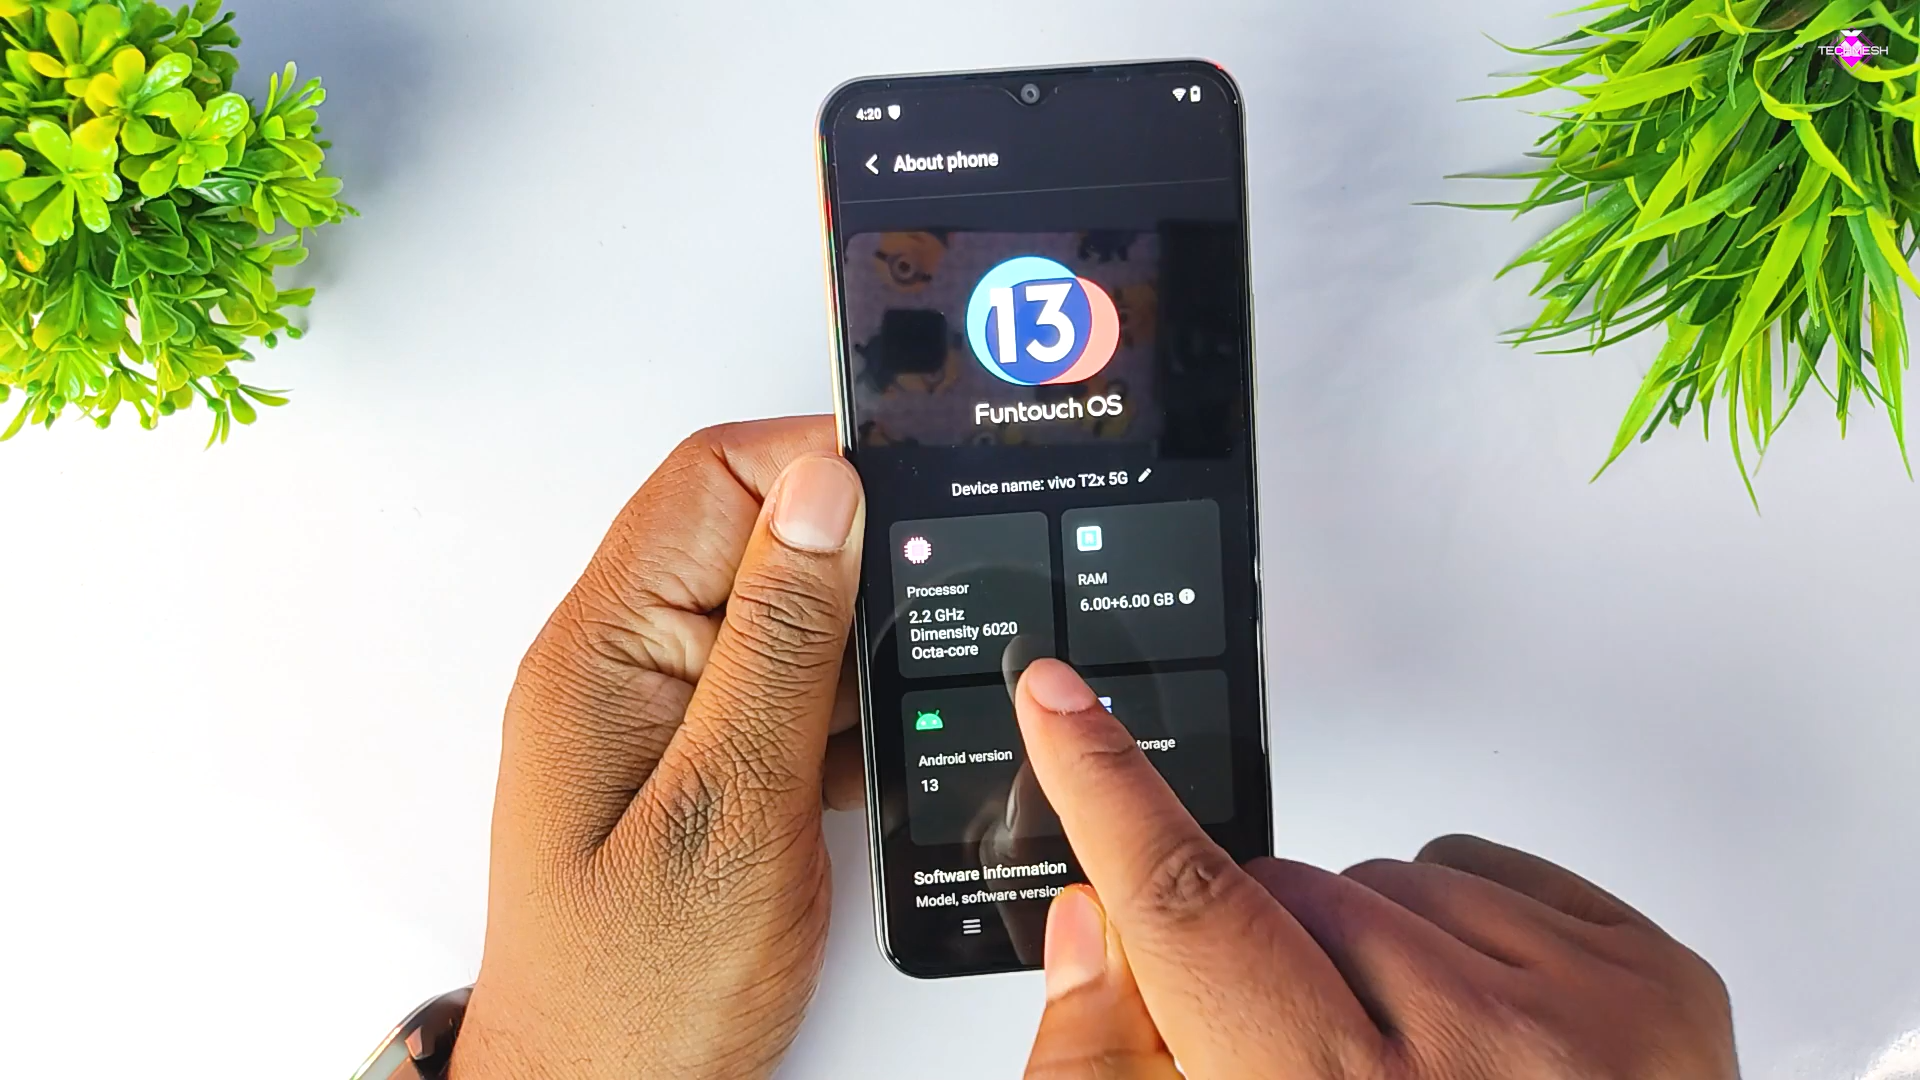 TECHMESH
4:20
About phone
13
Funtouch OS
Device name: vivo T2x 5G
Processor
2.2 GHz
Dimensity 6020
Octa-core
RAM
6.00+6.00 GB
Android version
13
torage
Software information
Model, software version